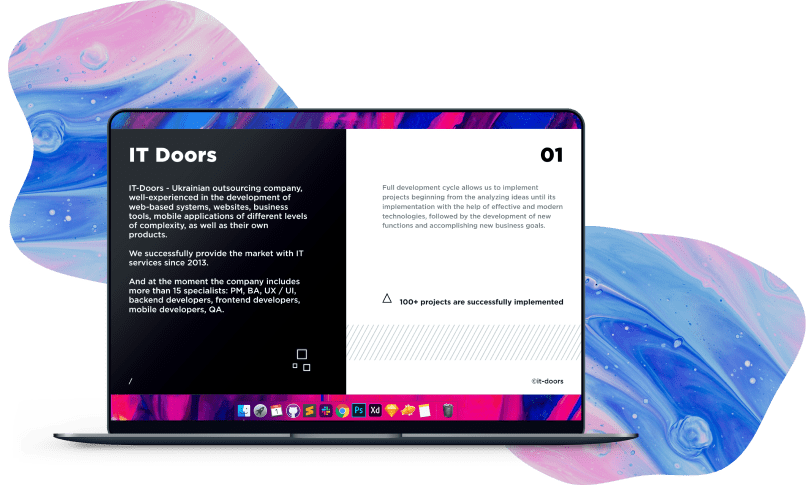 IT Doors
IT-Doors - Ukrainian outsourcing company,
well-experienced in the development of
web-based systems, websites, business
tools, mobile applications of different levels
of complexity, as well as their own
products.
We successfully provide the market with IT
services since 2013.
And at the moment the company includes
more than 15 specialists: PM, BA, UX / UI,
backend developers, frontend developers,
mobile developers, QA.
/
01
Full development cycle allows us to implement
projects beginning from the analyzing ideas until its
implementation with the help of effective and modern
technologies, followed by the development of new
functions and accomplishing new business goals.
100+ projects are successfully implemented
©it-doors
Ps
Xd